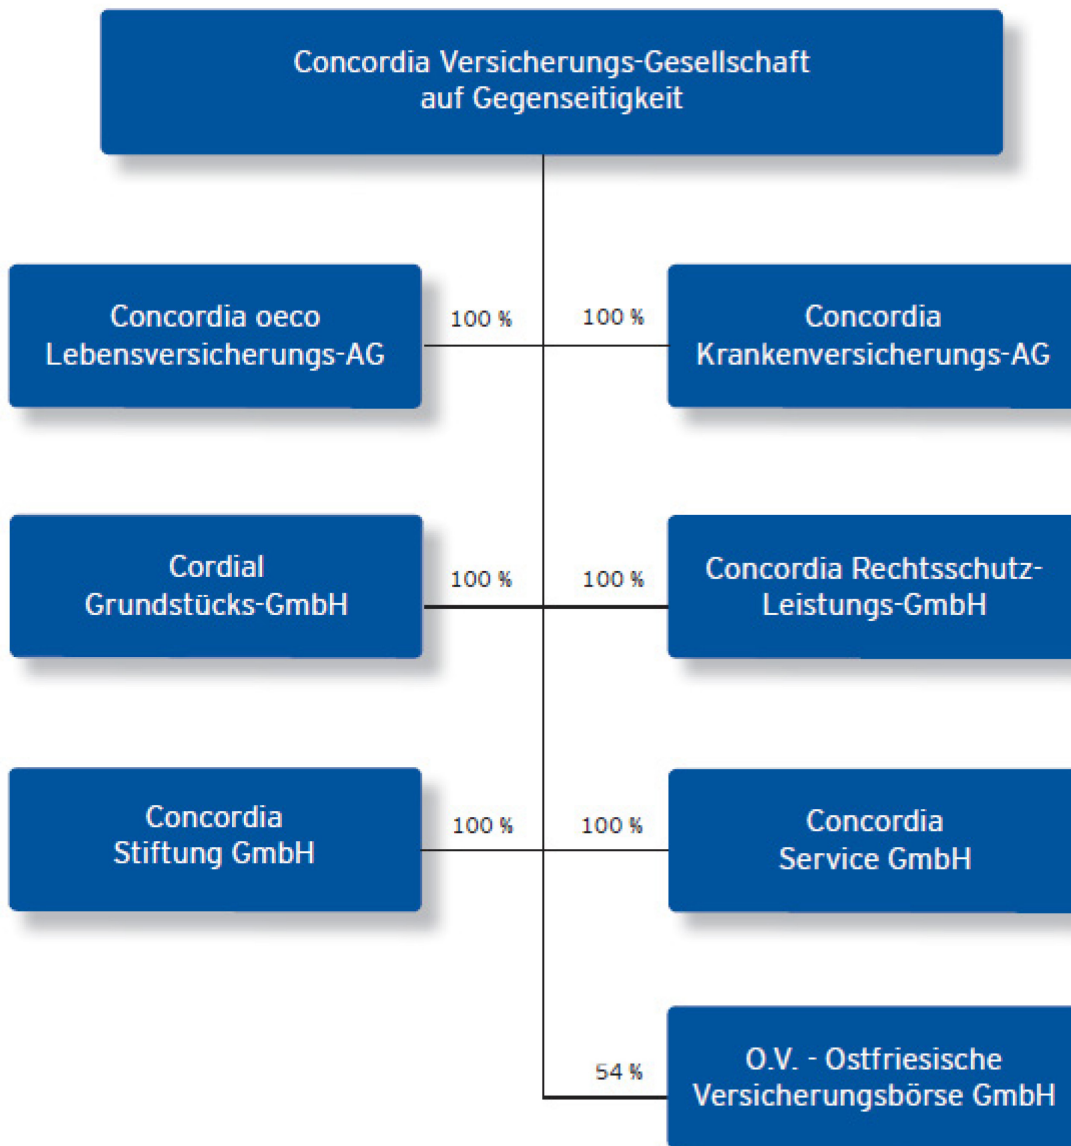 Concordia Versicherungs-Gesellschaft
auf Gegenseitigkeit
Concordia oeco
Lebensversicherungs-AG
100 %
100 %
Concordia
Krankenversicherungs-AG
Cordial
Grundstücks-GmbH
100 %
100 %
Concordia Rechtsschutz-
Leistungs-GmbH
Concordia
Stiftung GmbH
100 %
100 %
Concordia
Service GmbH
54 %
O.V. - Ostfriesische
Versicherungsbörse GmbH